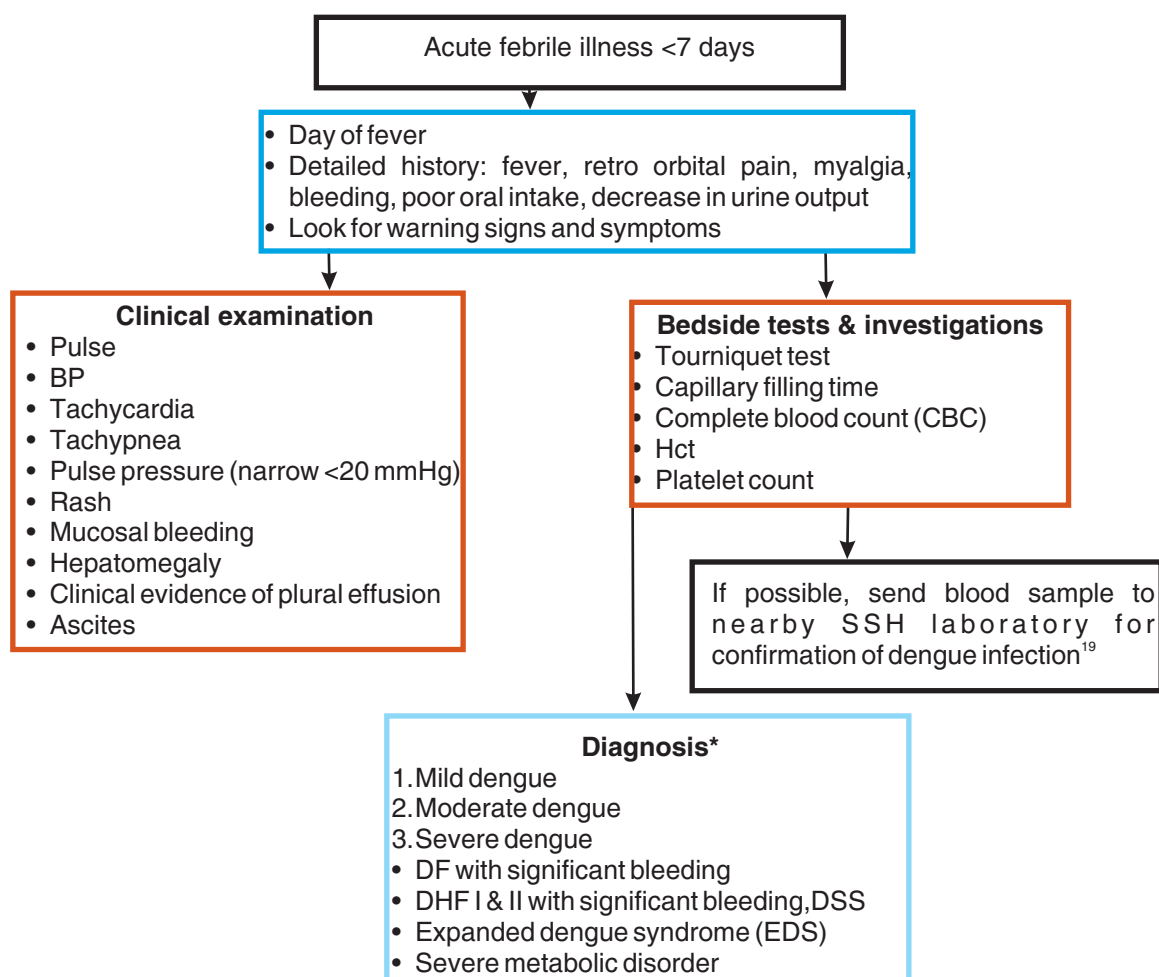 Acute febrile illness <7 days
• Day of fever
• Detailed history: fever, retro orbital pain, myalgia,
bleeding, poor oral intake, decrease in urine output
• Look for warning signs and symptoms
Clinical examination
• Pulse
• BP
• Tachycardia
• Tachypnea
• Pulse pressure (narrow <20 mmHg)
• Rash
• Mucosal bleeding
• Hepatomegaly
• Clinical evidence of plural effusion
• Ascites
Bedside tests & investigations
• Tourniquet test
• Capillary filling time
• Complete blood count (CBC)
• Hct
• Platelet count
If possible, send blood sample to
nearby SSH laboratory for
confirmation of dengue infection19
Diagnosis*
1. Mild dengue
2. Moderate dengue
3. Severe dengue
• DF with significant bleeding
• DHF I & II with significant bleeding,DSS
• Expanded dengue syndrome (EDS)
• Severe metabolic disorder